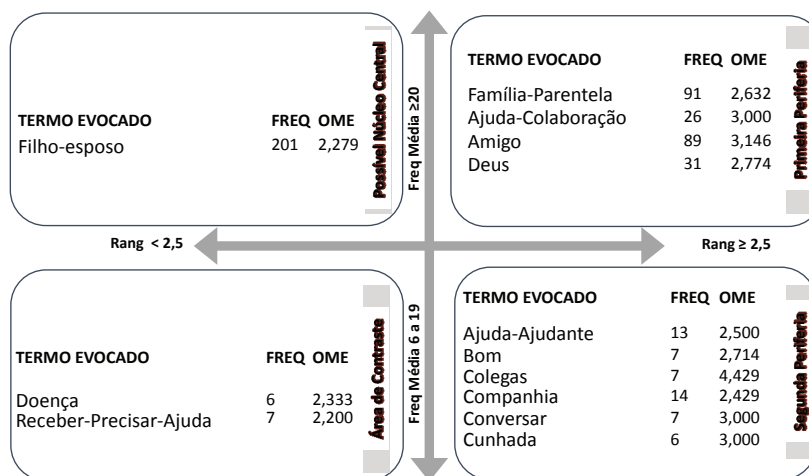 TERMO EVOCADO FREQ OME
Filho-esposo 201 2,279
Possível Núcleo Central
Freq Média ≥20
TERMO EVOCADO FREQ OME
Família-Parentela 91 2,632
Ajuda-Colaboração 26 3,000
Amigo 89 3,146
Deus 31 2,774
Primeira Periferia
Rang < 2,5
Rang ≥ 2,5
TERMO EVOCADO FREQ OME
Doença 6 2,333
Receber-Precisar-Ajuda 7 2,200
Área de Contraste
Freq Média 6 a 19
TERMO EVOCADO FREQ OME
Ajuda-Ajudante 13 2,500
Bom 7 2,714
Colegas 7 4,429
Companhia 14 2,429
Conversar 7 3,000
Cunhada 6 3,000
Segunda Periferia